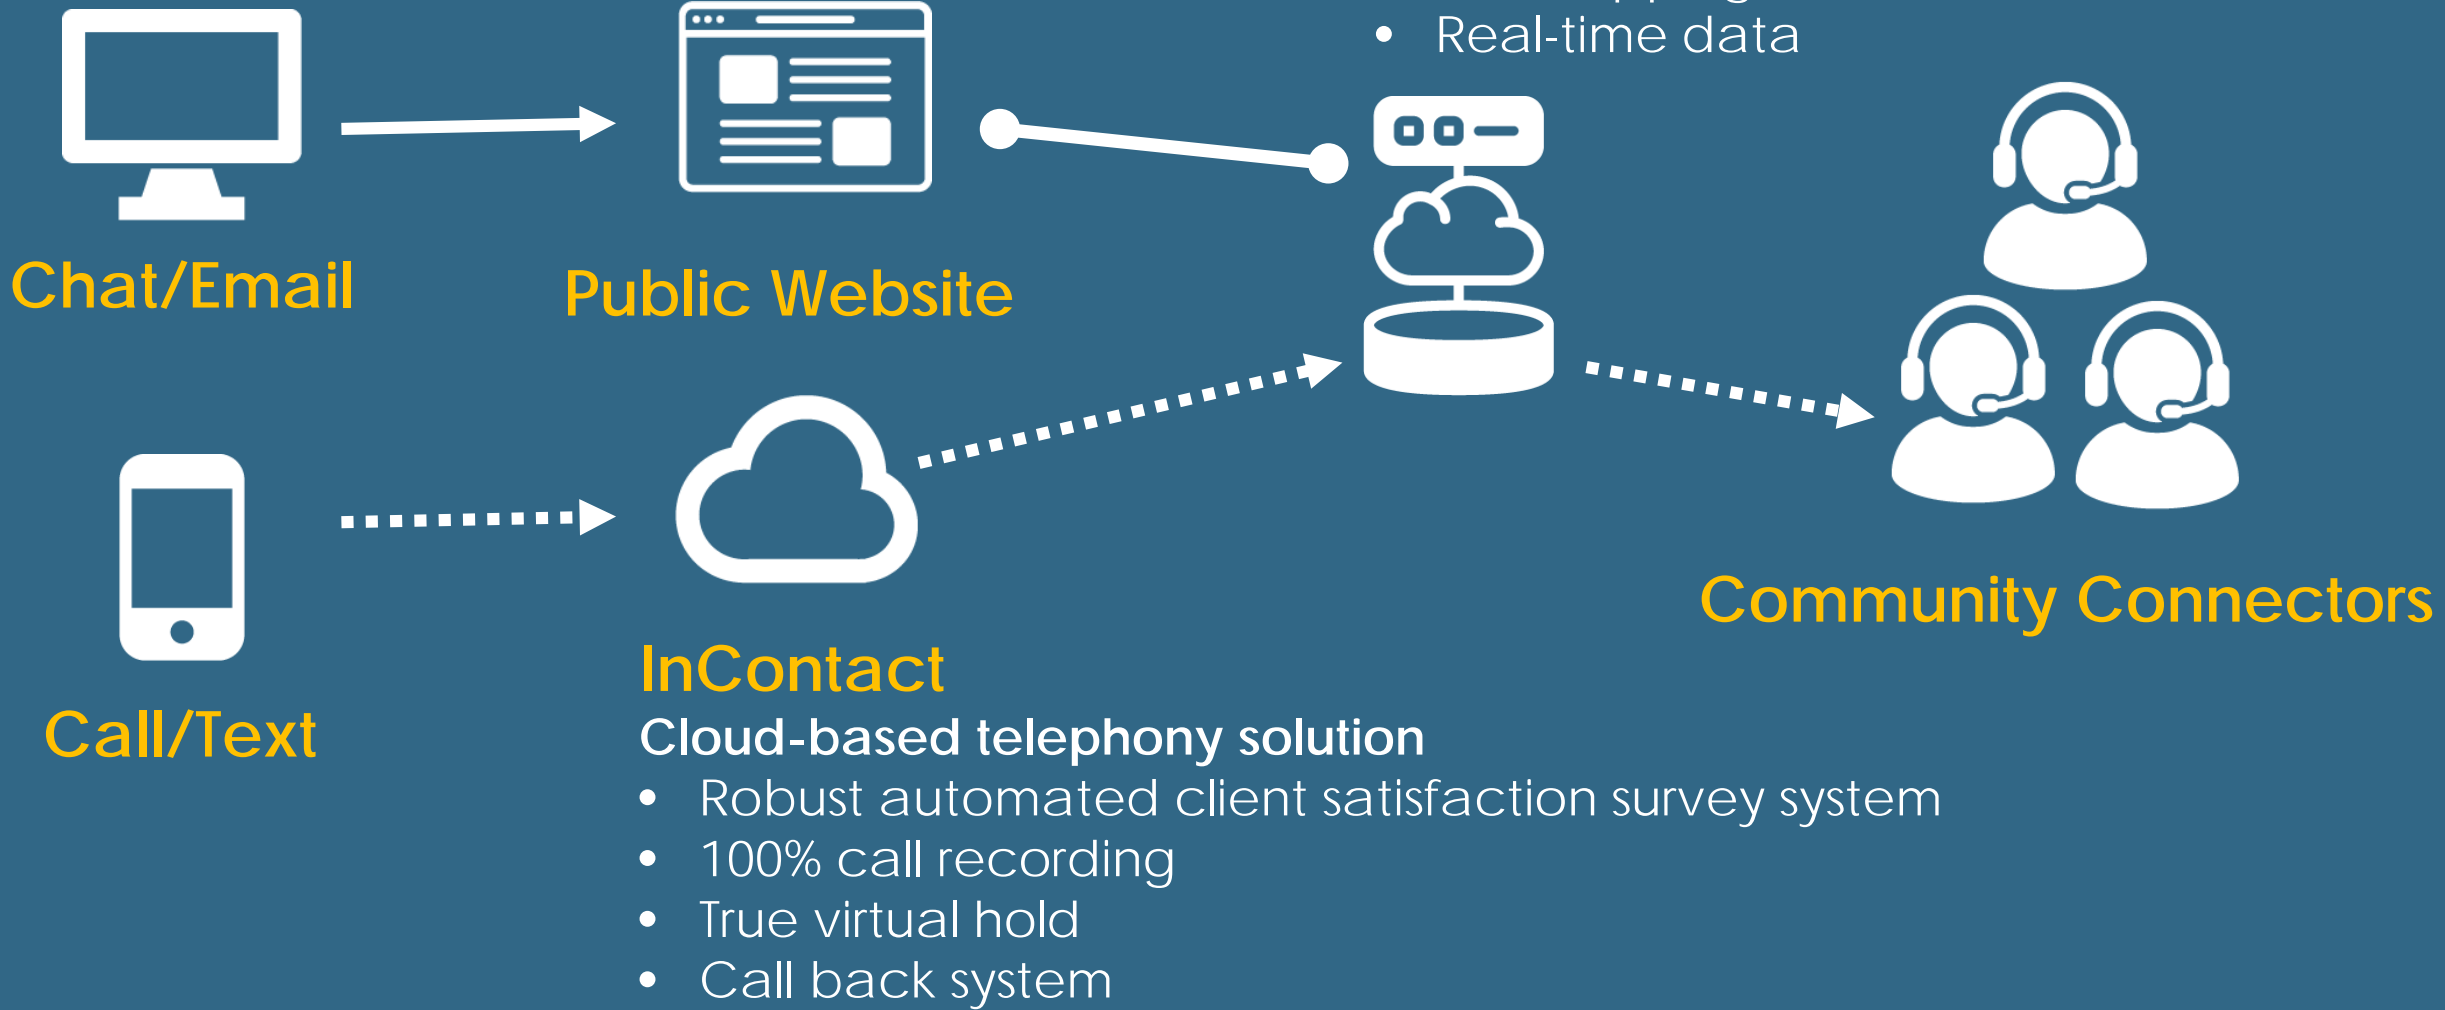 • Real-time data
Chat/Email
Public Website
Community Connectors
InContact
Call/Text
Cloud-based telephony solution
• Robust automated client satisfaction survey system
• 100% call recording
• True virtual hold
• Call back system